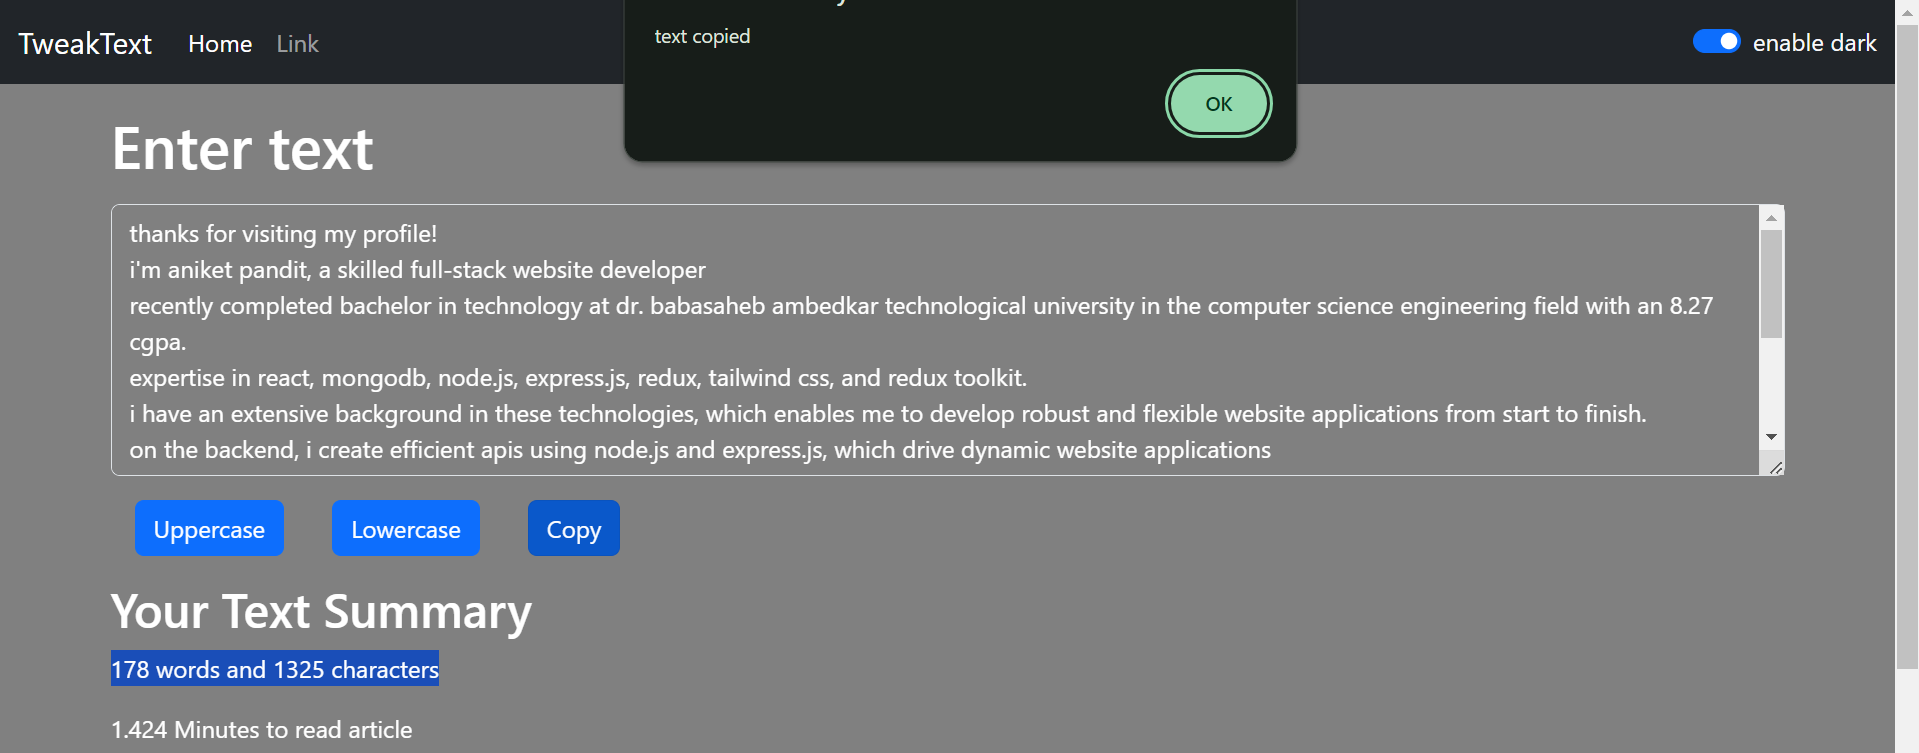 TweakText Home Link
text copied
enable dark
OK
Enter text
thanks for visiting my profile!
i'm aniket pandit, a skilled full-stack website developer
recently completed bachelor in technology at dr. babasaheb ambedkar technological university in the computer science engineering field with an 8.27
cgpa.
expertise in react, mongodb, node.js, express.js, redux, tailwind css, and redux toolkit.
i have an extensive background in these technologies, which enables me to develop robust and flexible website applications from start to finish.
on the backend, i create efficient apis using node.js and express.js, which drive dynamic website applications
Uppercase Lowercase Copy
Your Text Summary
178 words and 1325 characters
1.424 Minutes to read article